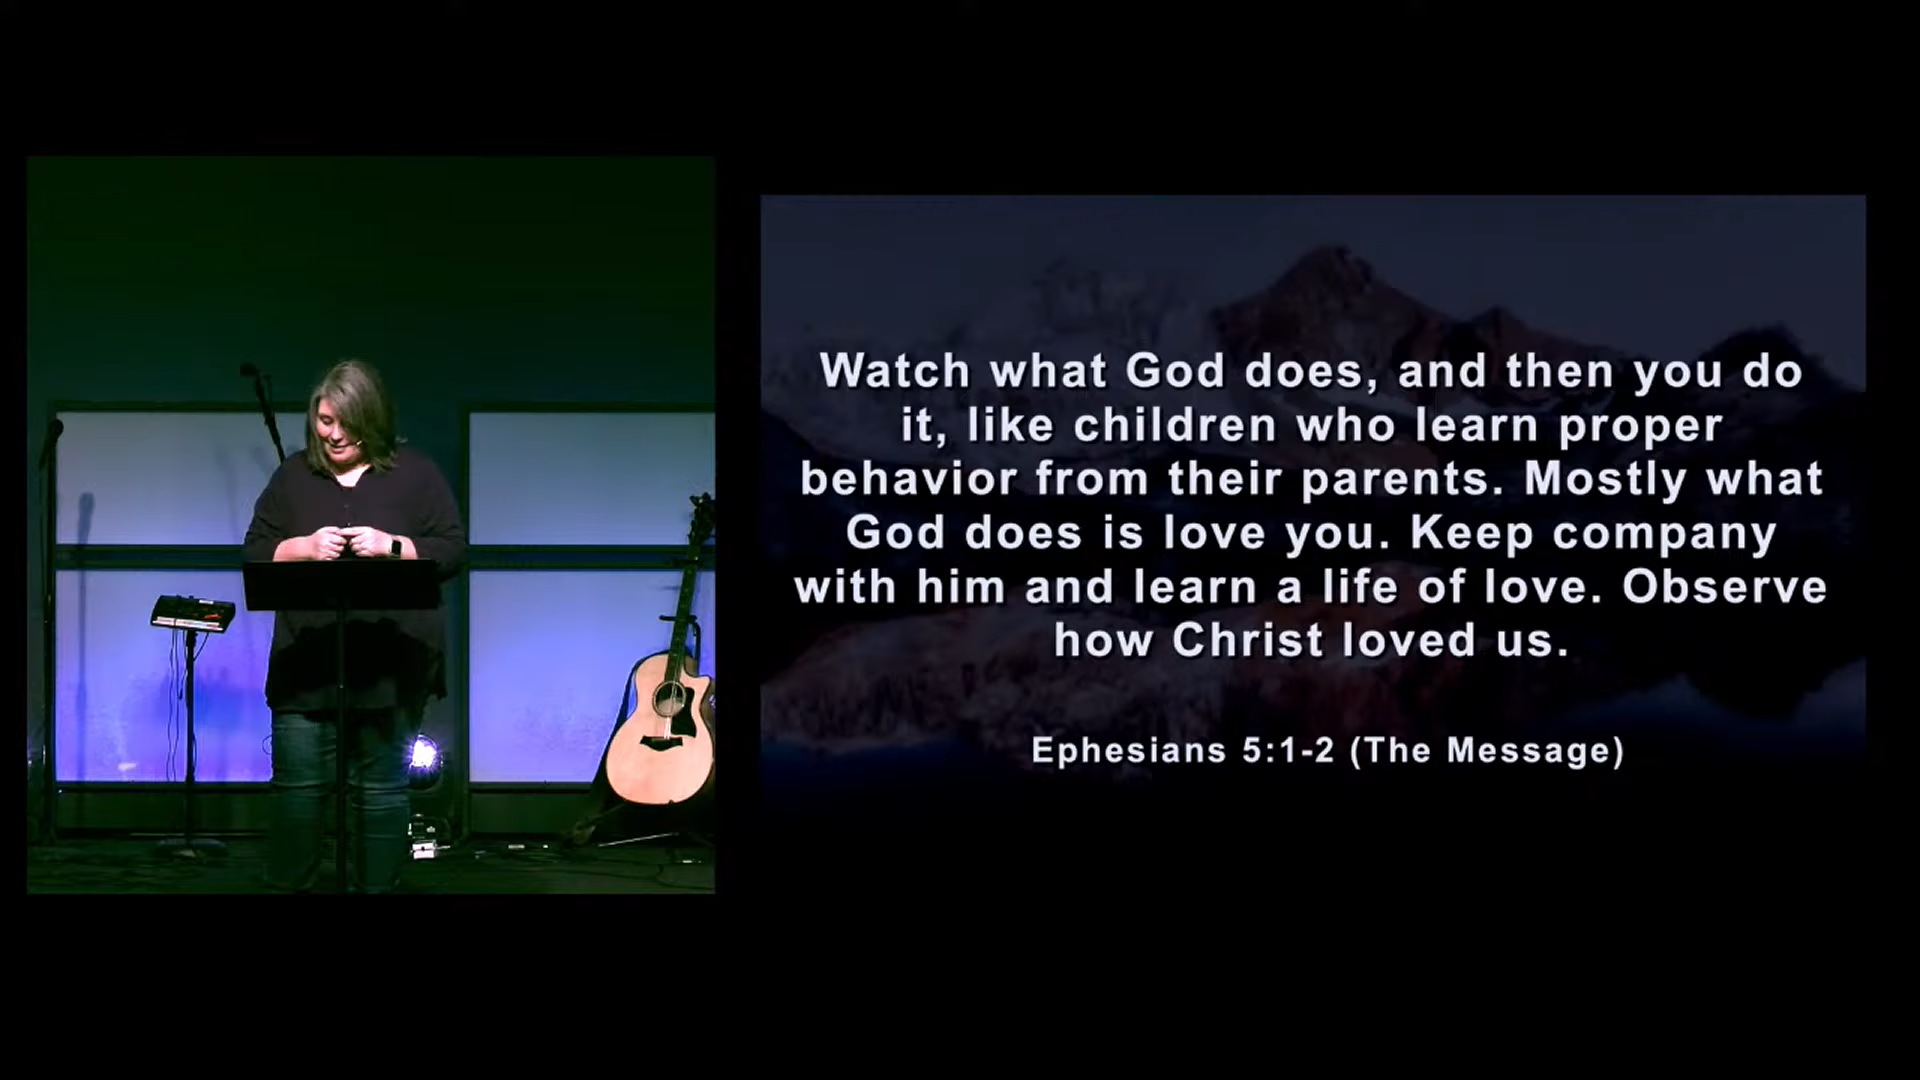 Watch what God does, and then you do
it, like children who learn proper
behavior from their parents. Mostly what
God does is love you. Keep company
with him and learn a life of love. Observe
how Christ loved us.
Ephesians 5:1-2 (The Message)